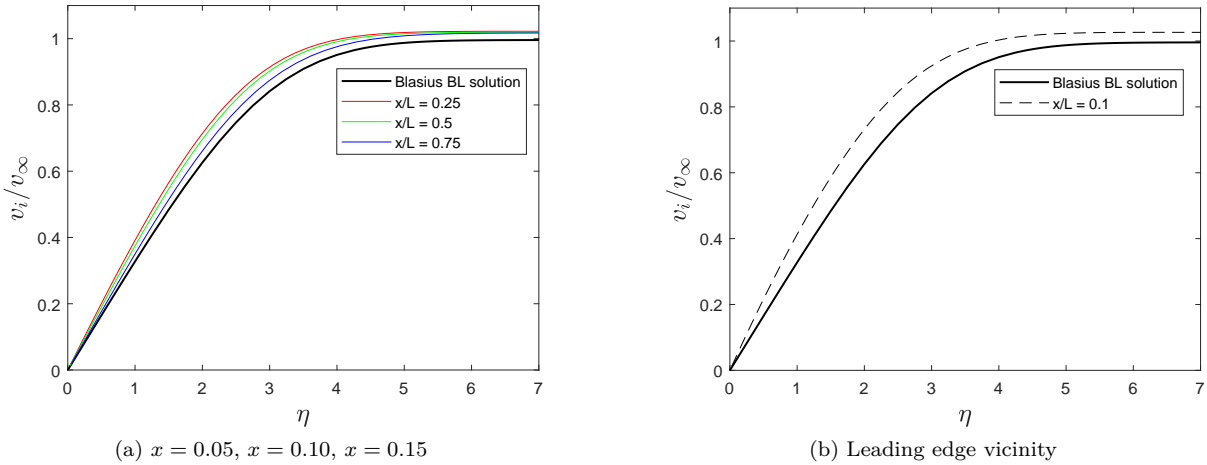 1
0.8
0.6
0.4
0.2
0
v_i/v_∞
Blasius BL solution
x/L = 0.25
x/L = 0.5
x/L = 0.75
0 1 2 3 4 5 6 7
η
(a) x = 0.05, x = 0.10, x = 0.15
1
0.8
0.6
0.4
0.2
0
v_i/v_∞
Blasius BL solution
x/L = 0.1
0 1 2 3 4 5 6 7
η
(b) Leading edge vicinity